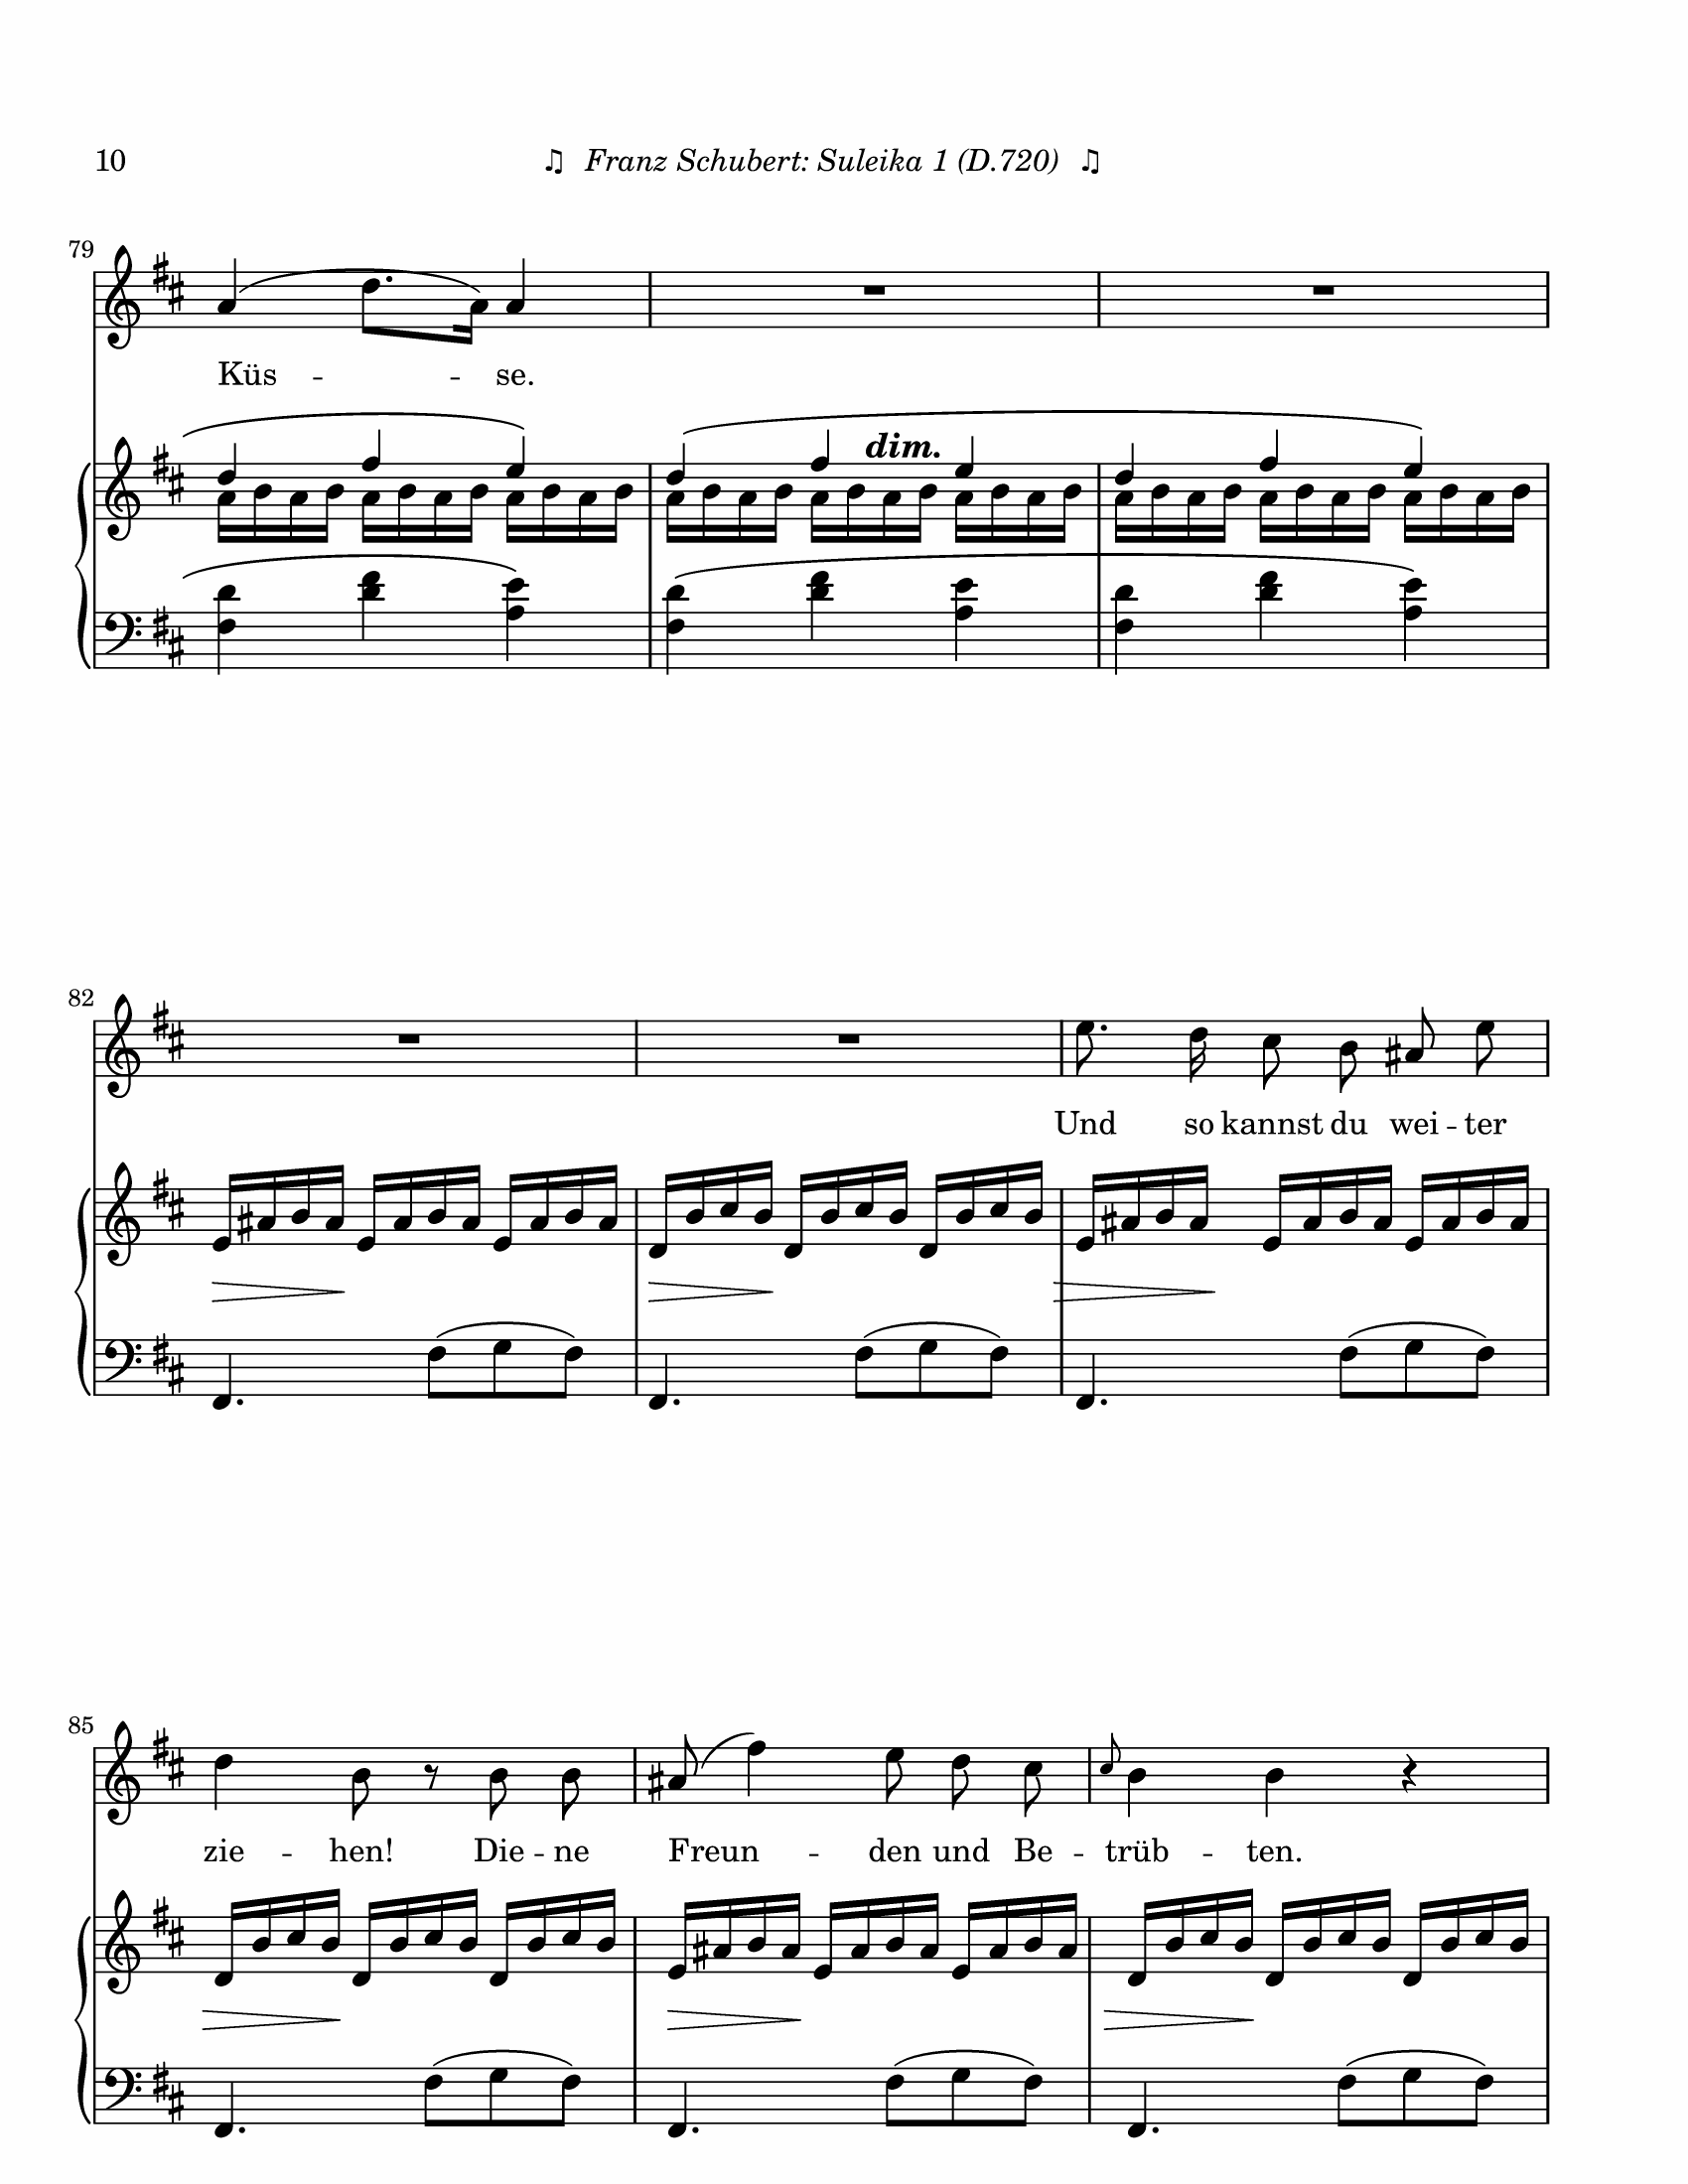 10 ♫ Franz Schubert: Suleika 1 (D.720) ♫
79
Küs - - se.
dim.
82
Und so kannst du wei - ter
85
zie - hen! Die - ne Freun - den und Be - trüb - ten.